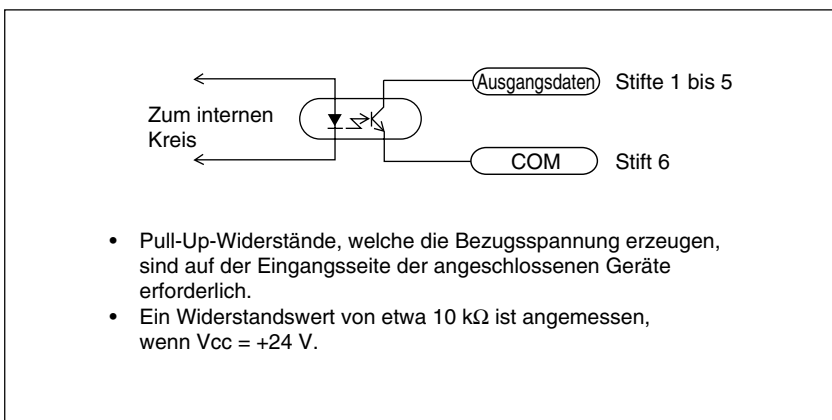 Ausgangsdaten Stifte 1 bis 5
Zum internen
Kreis
COM Stift 6
• Pull-Up-Widerstände, welche die Bezugsspannung erzeugen,
sind auf der Eingangsseite der angeschlossenen Geräte
erforderlich.
• Ein Widerstandswert von etwa 10 kΩ ist angemessen,
wenn Vcc = +24 V.